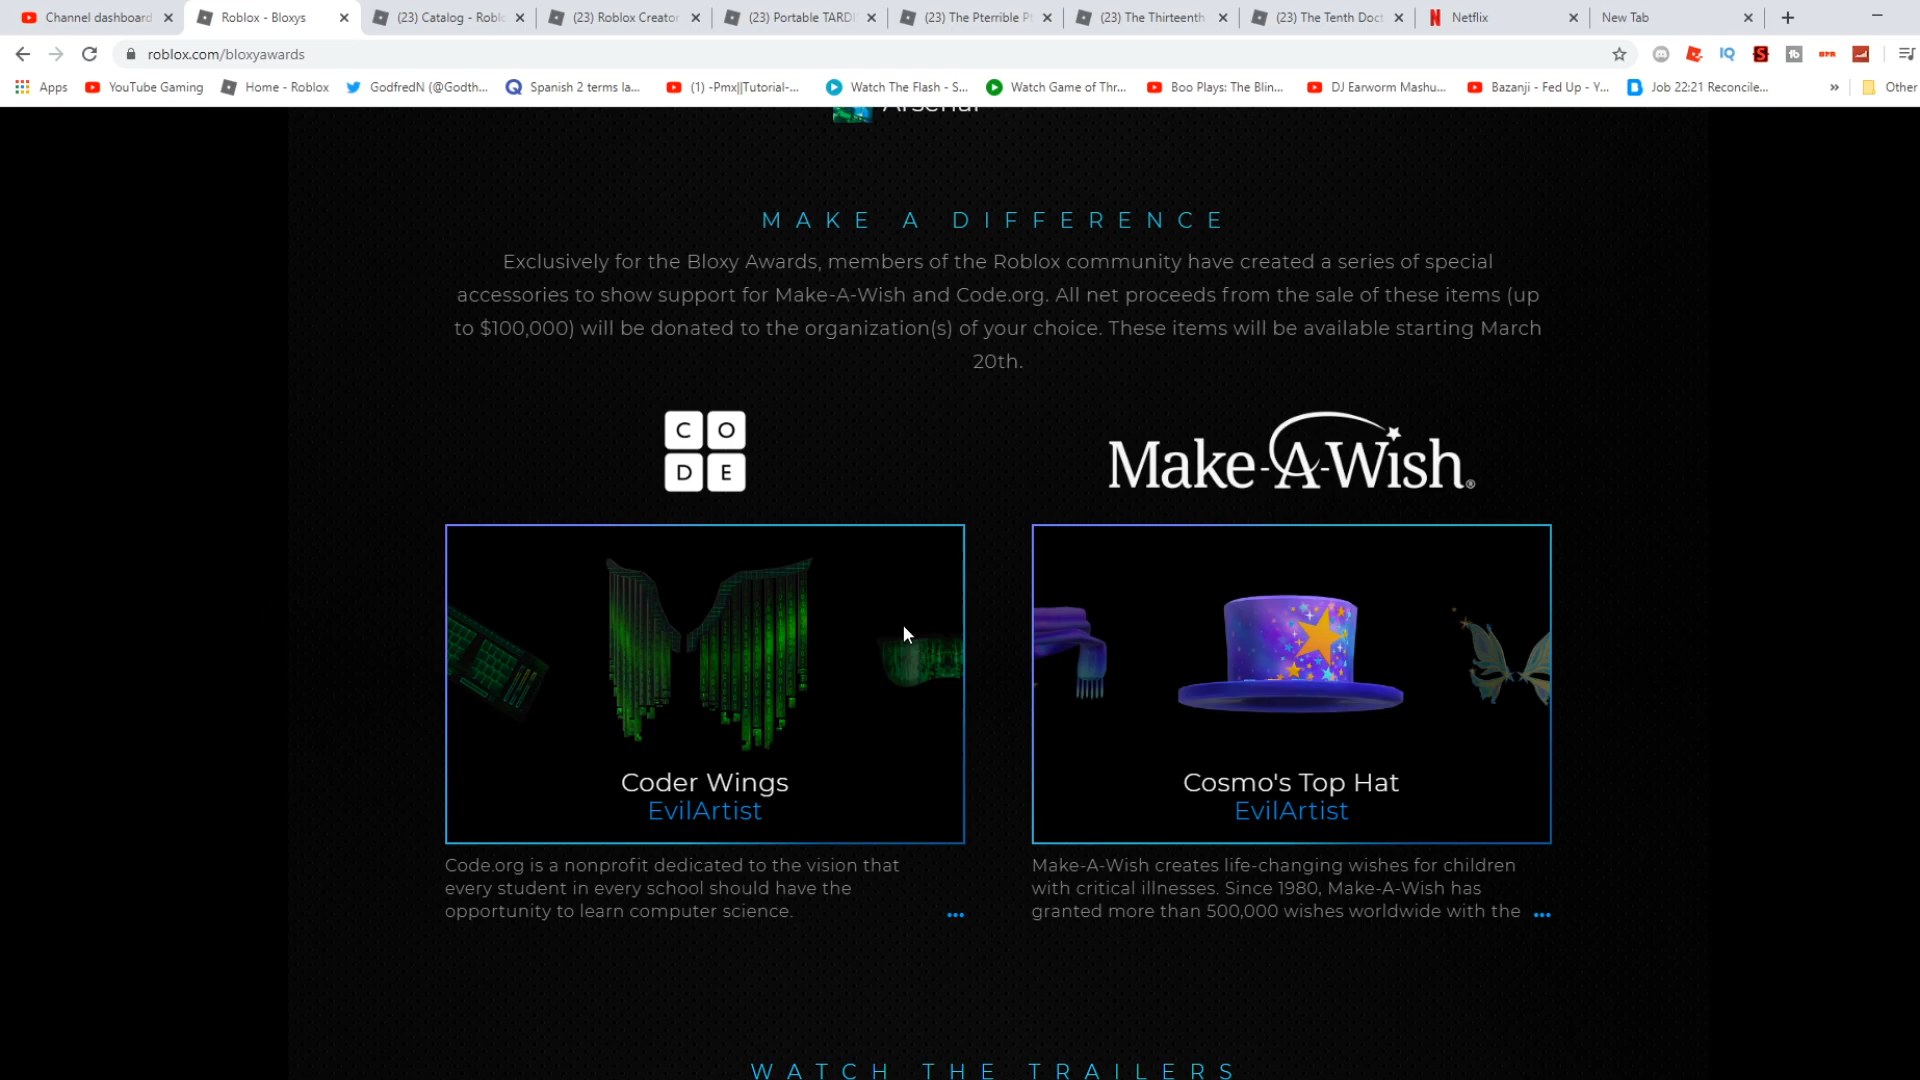 Channel dashboard
Roblox - Bloxys
(23) Catalog - Roblo
(23) Roblox Creator
(23) Portable TARDI
(23) The Pterrible Pt
(23) The Thirteenth
(23) The Tenth Doct
Netflix
New Tab
roblox.com/bloxyawards
Apps
YouTube Gaming
Home - Roblox
GodfredN (@Godth...
Spanish 2 terms la...
(1) -Pmx||Tutorial-...
Watch The Flash - S...
Watch Game of Thr...
Boo Plays: The Blin...
DJ Earworm Mashu...
Bazanji - Fed Up - Y...
Job 22:21 Reconcile...
»
Other
Arsenal
MAKE A DIFFERENCE
Exclusively for the Bloxy Awards, members of the Roblox community have created a series of special
accessories to show support for Make-A-Wish and Code.org. All net proceeds from the sale of these items (up
to $100,000) will be donated to the organization(s) of your choice. These items will be available starting March
20th.
C O
D E
Make-A-Wish®
Coder Wings
EvilArtist
Cosmo's Top Hat
EvilArtist
Code.org is a nonprofit dedicated to the vision that
every student in every school should have the
opportunity to learn computer science.
...
Make-A-Wish creates life-changing wishes for children
with critical illnesses. Since 1980, Make-A-Wish has
granted more than 500,000 wishes worldwide with the ...
WATCH THE TRAILERS